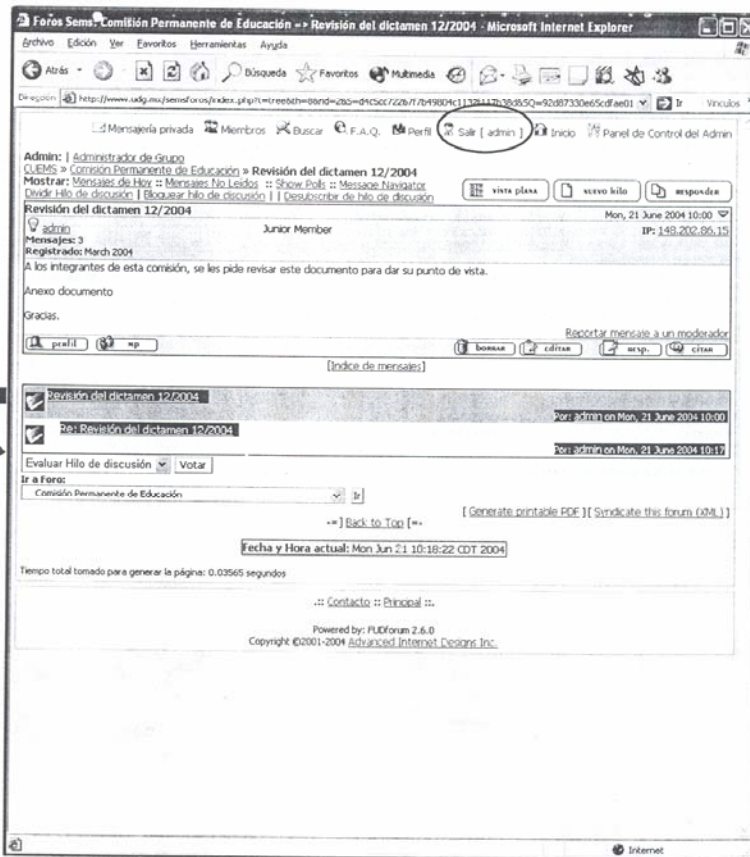 Foros Sems: Comisión Permanente de Educación => Revisión del dictamen 12/2004 - Microsoft Internet Explorer
Archivo Edición Ver Favoritos Herramientas Ayuda
Atrás Búsqueda Favoritos Multimedia
Dirección Ir Vínculos
Mensajería privada Miembros Buscar F.A.Q. Perfil Salir [ admin ] Inicio Panel de Control del Admin
Admin: | Administrador de Grupo
CUEMS » Comisión Permanente de Educación » Revisión del dictamen 12/2004
Mostrar: Mensajes de Hoy :: Mensajes No Leidos :: Show Polls :: Message Navigator
Dividir Hilo de discusión | Bloquear hilo de discusión | | Desubscribir de hilo de discusión
vista plana nuevo hilo responder
Revisión del dictamen 12/2004 Mon, 21 June 2004 10:00
admin Junior Member IP: 148.202.86.15
Mensajes: 3
Registrado: March 2004
A los integrantes de esta comisión, se les pide revisar este documento para dar su punto de vista.
Anexo documento
Gracias.
Reportar mensaje a un moderador
profil mp borrar editar resp. citar
[Indice de mensajes]
Revisión del dictamen 12/2004
Por: admin on Mon, 21 June 2004 10:00
Re: Revisión del dictamen 12/2004
Por: admin on Mon, 21 June 2004 10:17
Evaluar Hilo de discusión Votar
Ir a Foro:
Comisión Permanente de Educación Ir
[ Generate printable PDF ] [ Syndicate this forum (XML) ]
-=] Back to Top [=-
Fecha y Hora actual: Mon Jun 21 10:18:22 CDT 2004
Tiempo total tomado para generar la página: 0.03565 segundos
.:: Contacto :: Principal ::.
Powered by: FUDforum 2.6.0
Copyright ©2001-2004 Advanced Internet Designs Inc.
Internet